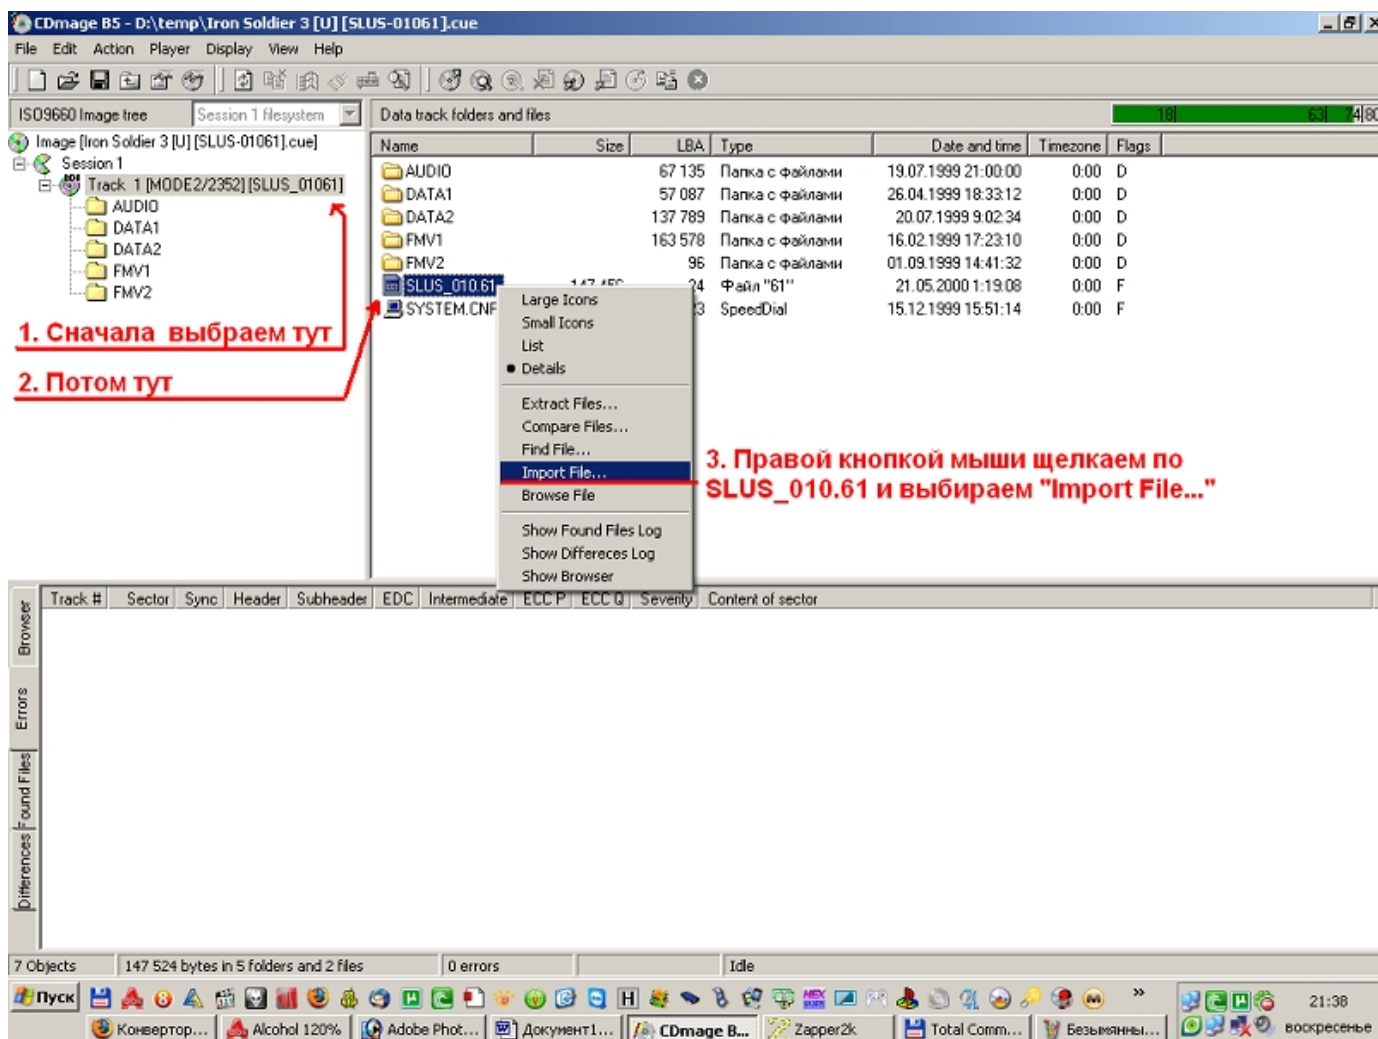 CDmage B5 - D:\temp\Iron Soldier 3 [U] [SLUS-01061].cue
File Edit Action Player Display View Help
ISO9660 Image tree Session 1 filesystem Data track folders and files 18 63 74 80
Image [Iron Soldier 3 [U] [SLUS-01061].cue]
Session 1
Track 1 [MODE2/2352] [SLUS_01061]
AUDIO
DATA1
DATA2
FMV1
FMV2
1. Сначала выбраем тут
2. Потом тут
Name Size LBA Type Date and time Timezone Flags
AUDIO 67 135 Папка с файлами 19.07.1999 21:00:00 0:00 D
DATA1 57 087 Папка с файлами 26.04.1999 18:33:12 0:00 D
DATA2 137 789 Папка с файлами 20.07.1999 9:02:34 0:00 D
FMV1 163 578 Папка с файлами 16.02.1999 17:23:10 0:00 D
FMV2 96 Папка с файлами 01.09.1999 14:41:32 0:00 D
SLUS_010.61 147 456 24 Файл "61" 21.05.2000 1:19:08 0:00 F
SYSTEM.CNF 23 SpeedDial 15.12.1999 15:51:14 0:00 F
Large Icons
Small Icons
List
Details
Extract Files...
Compare Files...
Find File...
Import File...
Browse File
Show Found Files Log
Show Differeces Log
Show Browser
3. Правой кнопкой мыши щелкаем по
SLUS_010.61 и выбираем "Import File..."
Track # Sector Sync Header Subheader EDC Intermediate ECC P ECC Q Severity Content of sector
Browser
Errors
Found Files
Differences
7 Objects 147 524 bytes in 5 folders and 2 files 0 errors Idle
Пуск 21:38
Конвертор... Alcohol 120% Adobe Phot... Документ1... CDmage B... Zapper2k Total Comm... Безымянны... воскресенье